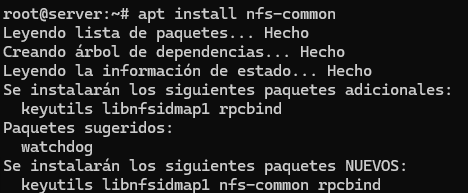 root@server:~# apt install nfs-common
Leyendo lista de paquetes... Hecho
Creando árbol de dependencias... Hecho
Leyendo la información de estado... Hecho
Se instalarán los siguientes paquetes adicionales:
  keyutils libnfsidmap1 rpcbind
Paquetes sugeridos:
  watchdog
Se instalarán los siguientes paquetes NUEVOS:
  keyutils libnfsidmap1 nfs-common rpcbind